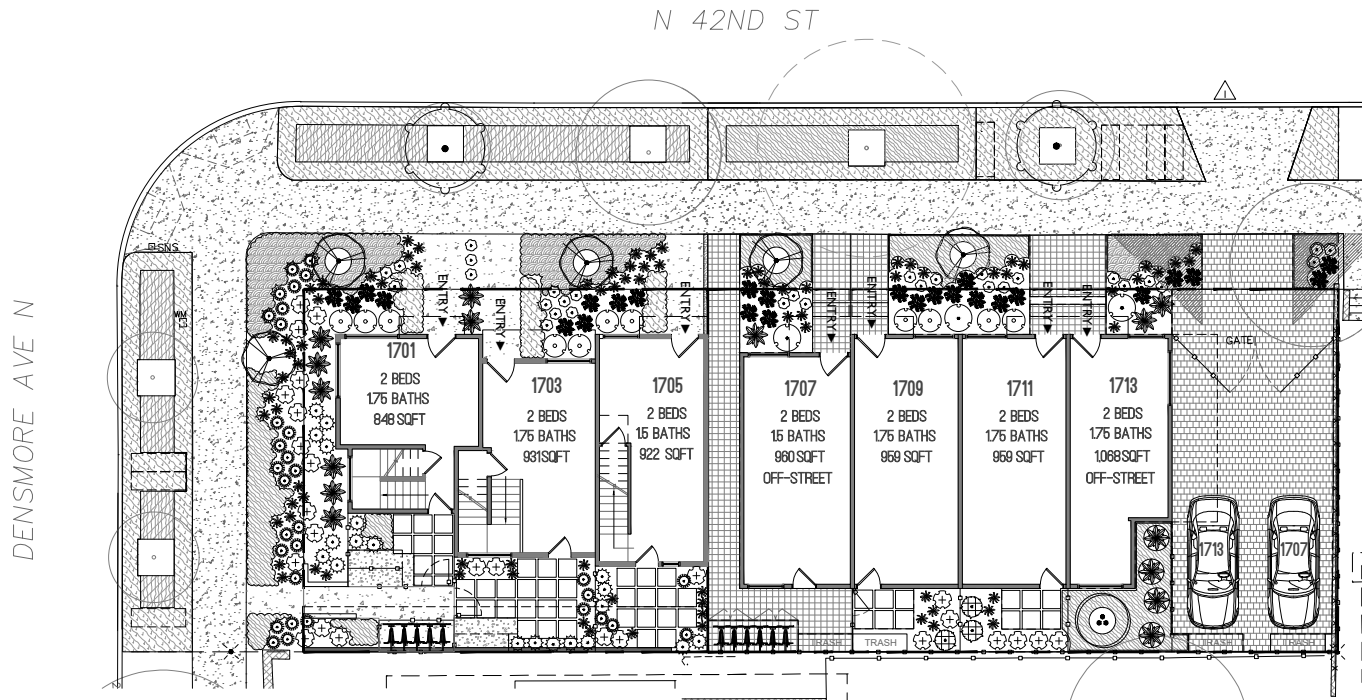 N 42ND ST
DENSMORE AVE N
SNS
WM
ENTRY
ENTRY
ENTRY
ENTRY
ENTRY
ENTRY
ENTRY
GATE
1701
2 BEDS
1.75 BATHS
848 SQFT
1703
2 BEDS
1.75 BATHS
931 SQFT
1705
2 BEDS
1.5 BATHS
922 SQFT
1707
2 BEDS
1.5 BATHS
960 SQFT
OFF-STREET
1709
2 BEDS
1.75 BATHS
959 SQFT
1711
2 BEDS
1.75 BATHS
959 SQFT
1713
2 BEDS
1.75 BATHS
1,068 SQFT
OFF-STREET
1713
1707
TRASH
TRASH
TRASH
TRASH